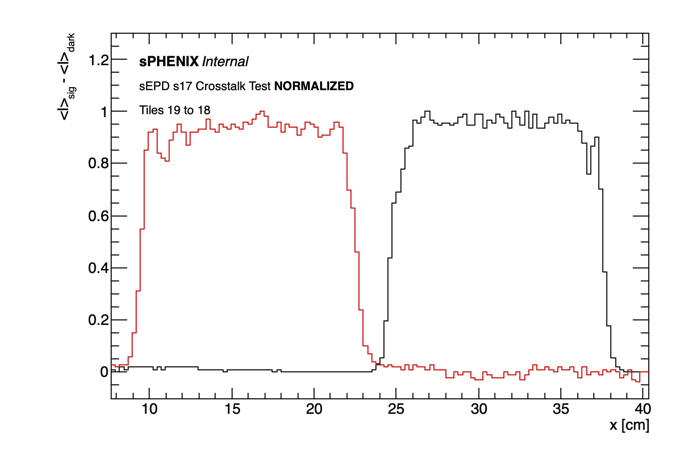 <I>sig - <I>dark
sPHENIX Internal
sEPD s17 Crosstalk Test NORMALIZED
Tiles 19 to 18
1.2
1
0.8
0.6
0.4
0.2
0
10 15 20 25 30 35 40
x [cm]